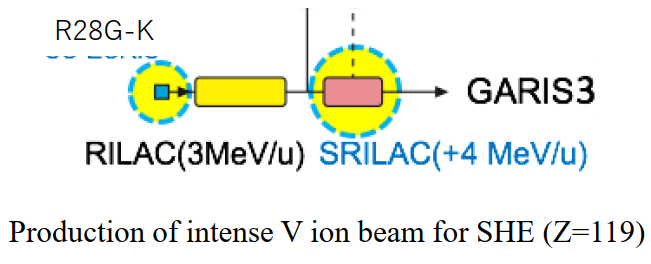 R28G-K
GARIS3
RILAC(3MeV/u) SRILAC(+4 MeV/u)
Production of intense V ion beam for SHE (Z=119)